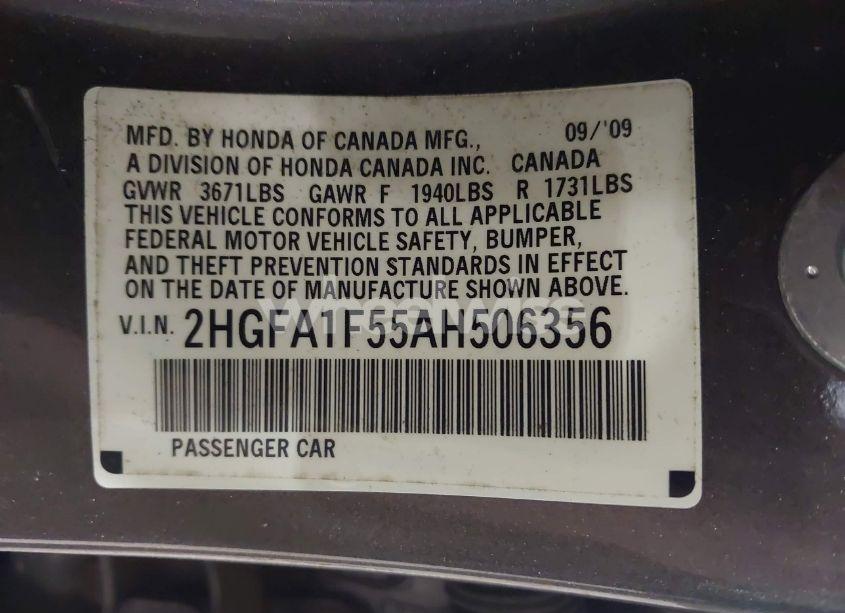 MFD. BY HONDA OF CANADA MFG., 09/'09
A DIVISION OF HONDA CANADA INC. CANADA
GVWR 3671LBS GAWR F 1940LBS R 1731LBS
THIS VEHICLE CONFORMS TO ALL APPLICABLE
FEDERAL MOTOR VEHICLE SAFETY, BUMPER,
AND THEFT PREVENTION STANDARDS IN EFFECT
ON THE DATE OF MANUFACTURE SHOWN ABOVE.
V.I.N. 2HGFA1F55AH506356
PASSENGER CAR